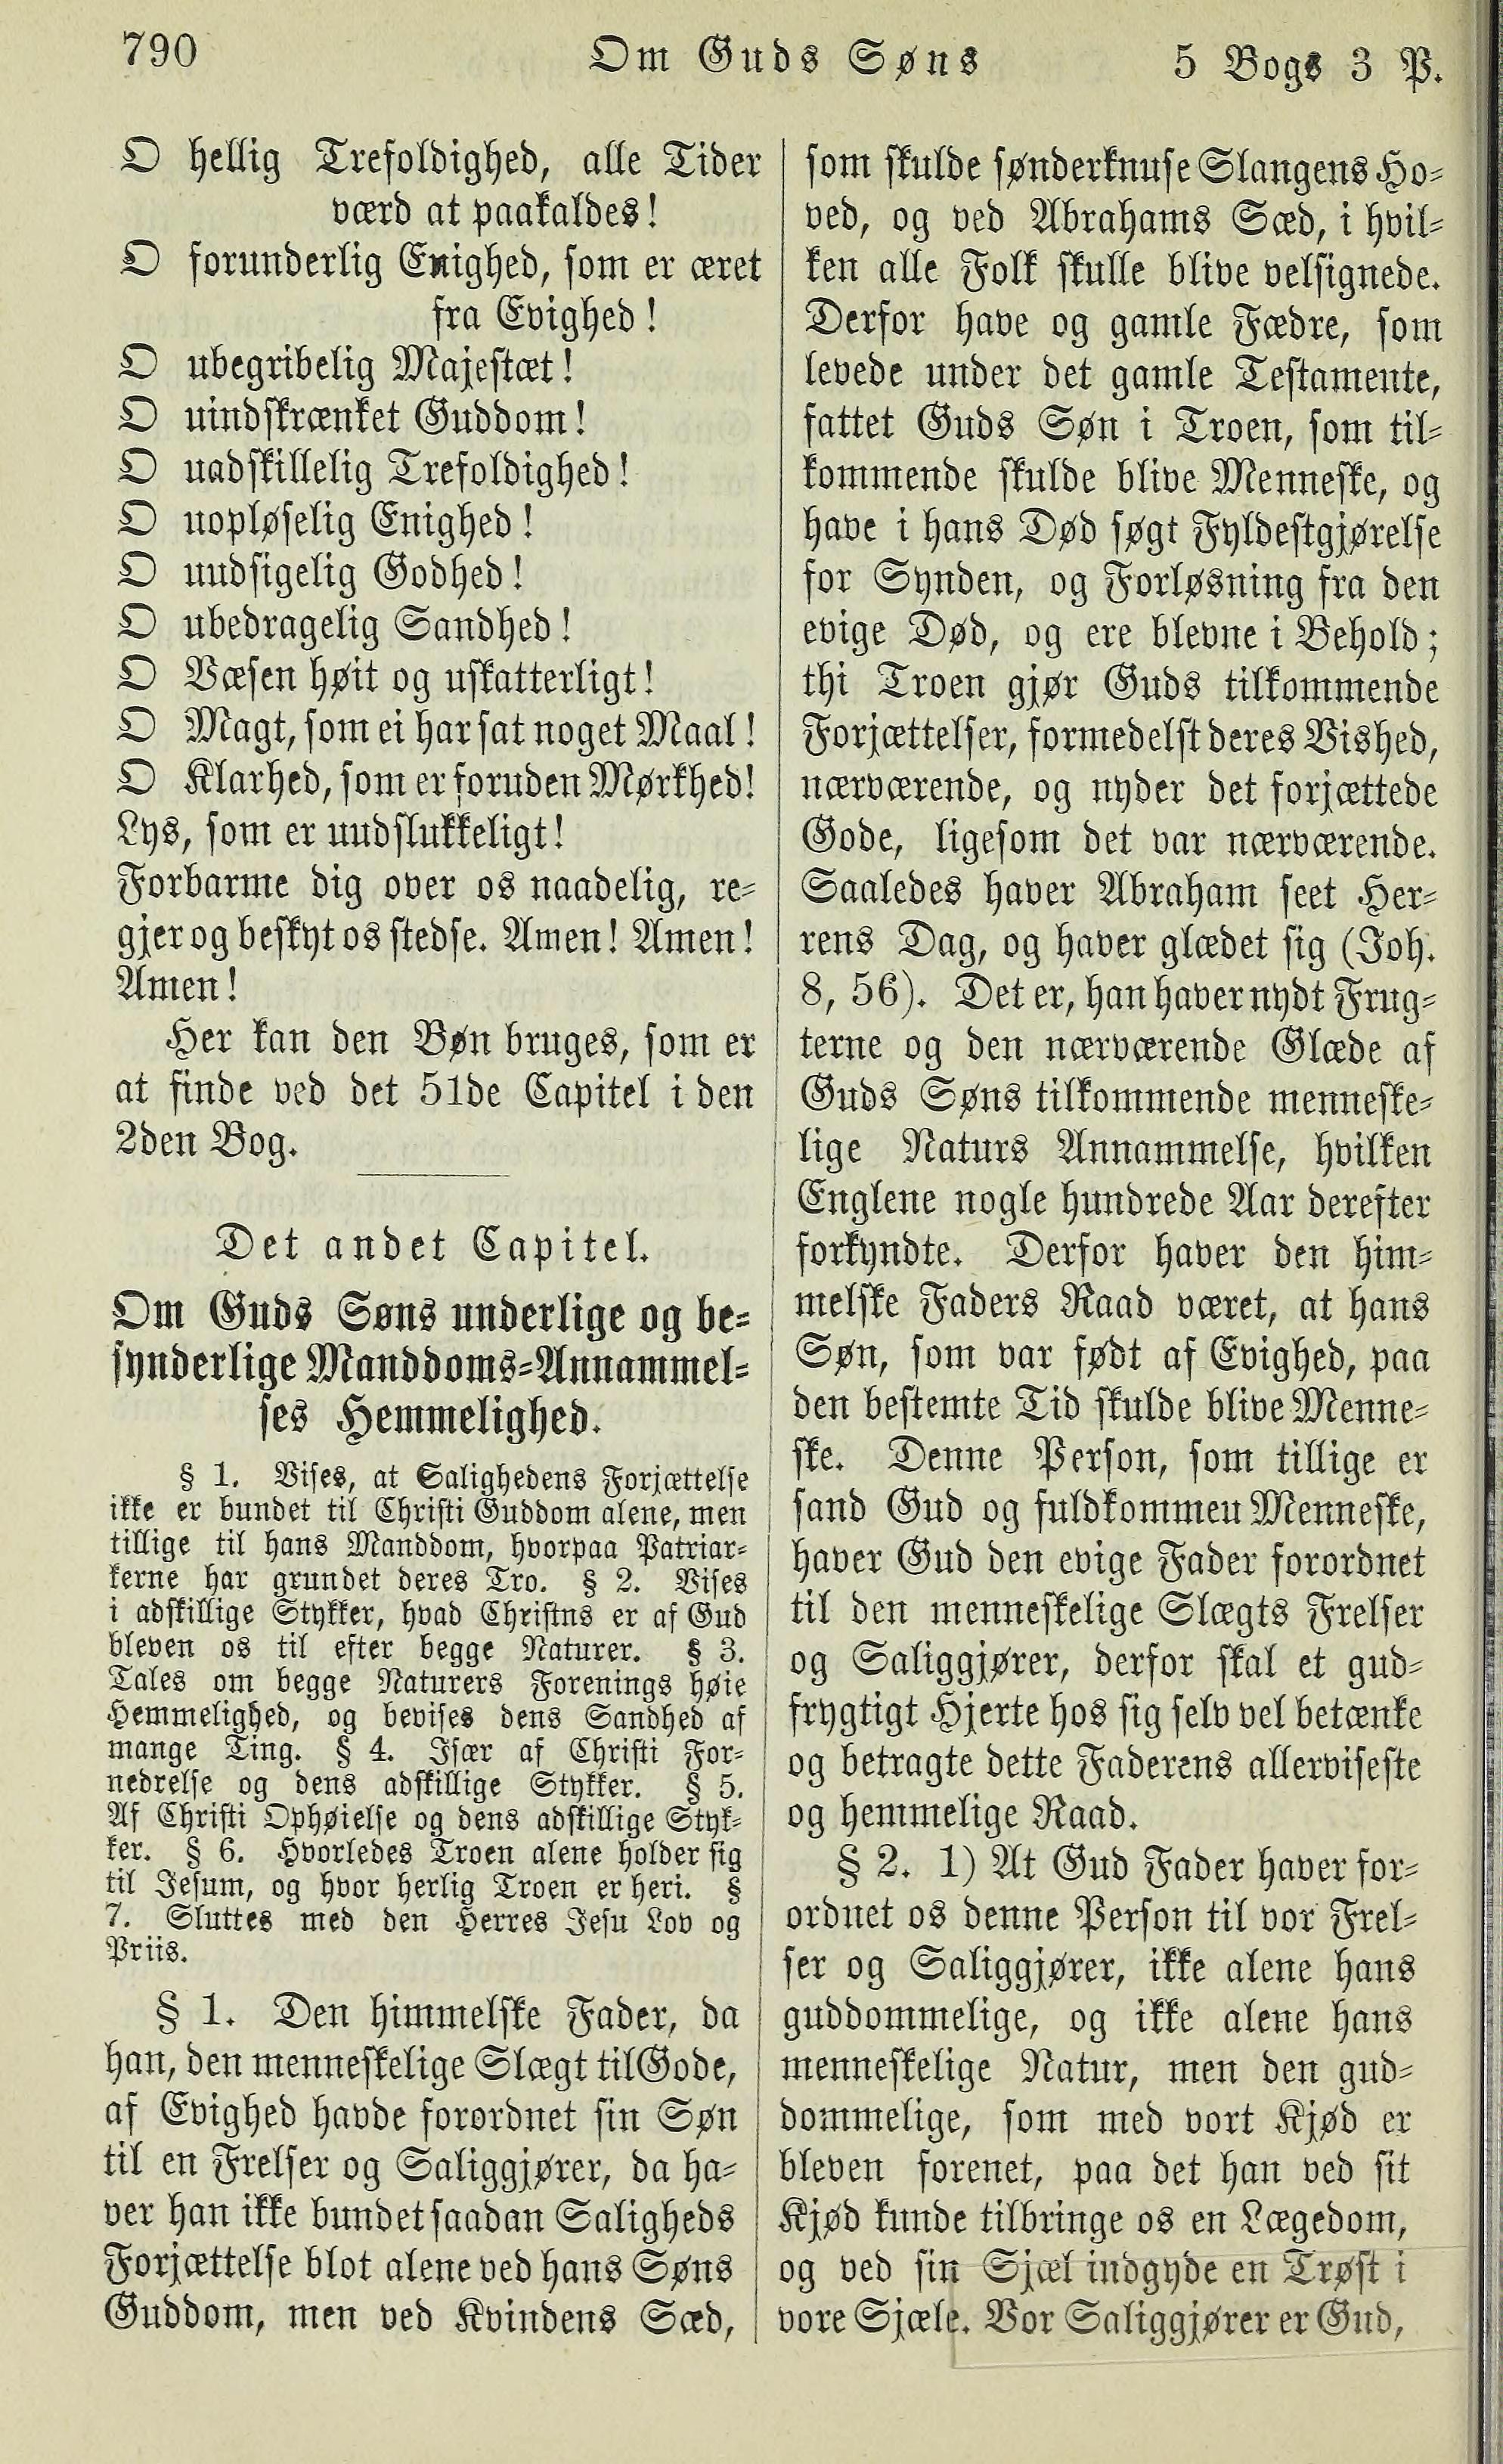 790 Om Guds Søns 5 Bogs 3 P.
O hellig Trefoldighed, alle Tider
værd at paakaldes!
O forunderlig Enighed, som er æret
fra Evighed!
O ubegribelig Majestæt!
O uindskrænket Guddom!
O uadskillelig Trefoldighed!
O uopløselig Enighed!
O uudsigelig Godhed!
O ubedragelig Sandhed!
O Væsen høit og uskatterligt!
O Magt, som ei har sat noget Maal!
O Klarhed, som er foruden Mørkhed!
Lys, som er uudslukkeligt!
Forbarme dig over os naadelig, re-
gjer og beskyt os stedse. Amen! Amen!
Amen!
Her kan den Bøn bruges, som er
at finde ved det 51de Capitel i den
2den Bog.
Det andet Capitel.
Om Guds Søns underlige og be-
synderlige Manddoms-Annammel-
ses Hemmelighed.
§ 1. Vises, at Salighedens Forjættelse
ikke er bundet til Christi Guddom alene, men
tillige til hans Manddom, hvorpaa Patriar-
kerne har grundet deres Tro. § 2. Vises
i adskillige Stykker, hvad Christns er af Gud
bleven os til efter begge Naturer. § 3.
Tales om begge Naturers Forenings høie
Hemmelighed, og bevises dens Sandhed af
mange Ting. § 4. Især af Christi For-
nedrelse og dens adskillige Stykker. § 5.
Af Christi Ophøielse og dens adskillige Styk-
ker. § 6. Hvorledes Troen alene holder sig
til Jesum, og hvor herlig Troen er heri. §
7. Sluttes med den Herres Jesu Lov og
Priis.
§ 1. Den himmelske Fader, da
han, den menneskelige Slægt til Gode,
af Evighed havde forordnet sin Søn
til en Frelser og Saliggjører, da ha-
ver han ikke bundet saadan Saligheds
Forjættelse blot alene ved hans Søns
Guddom, men ved Kvindens Sæd,
som skulde sønderknuse Slangens Ho-
ved, og ved Abrahams Sæd, i hvil-
ken alle Folk skulle blive velsignede.
Derfor have og gamle Fædre, som
levede under det gamle Testamente,
fattet Guds Søn i Troen, som til-
kommende skulde blive Menneske, og
have i hans Død søgt Fyldestgjørelse
for Synden, og Forløsning fra den
evige Død, og ere blevne i Behold;
thi Troen gjør Guds tilkommende
Forjættelser, formedelst deres Vished,
nærværende, og nyder det forjættede
Gode, ligesom det var nærværende.
Saaledes haver Abraham seet Her-
rens Dag, og haver glædet sig (Joh.
8, 56). Det er, han haver nydt Frug-
terne og den nærværende Glæde af
Guds Søns tilkommende menneske-
lige Naturs Annammelse, hvilken
Englene nogle hundrede Aar derefter
forkyndte. Derfor haver den him-
melske Faders Raad været, at hans
Søn, som var født af Evighed, paa
den bestemte Tid skulde blive Menne-
ske. Denne Person, som tillige er
sand Gud og fuldkommen Menneske,
haver Gud den evige Fader forordnet
til den menneskelige Slægts Frelser
og Saliggjører, derfor skal et gud-
frygtigt Hjerte hos sig selv vel betænke
og betragte dette Faderens allerviseste
og hemmelige Raad.
§ 2. 1) At Gud Fader haver for-
ordnet os denne Person til vor Frel-
ser og Saliggjører, ikke alene hans
guddommelige, og ikke alene hans
menneskelige Natur, men den gud-
dommelige, som med vort Kjød er
bleven forenet, paa det han ved sit
Kjød kunde tilbringe os en Lægedom,
og ved sin Sjæl indgyde en Trøst i
vore Sjæle. Vor Saliggjører er Gud,